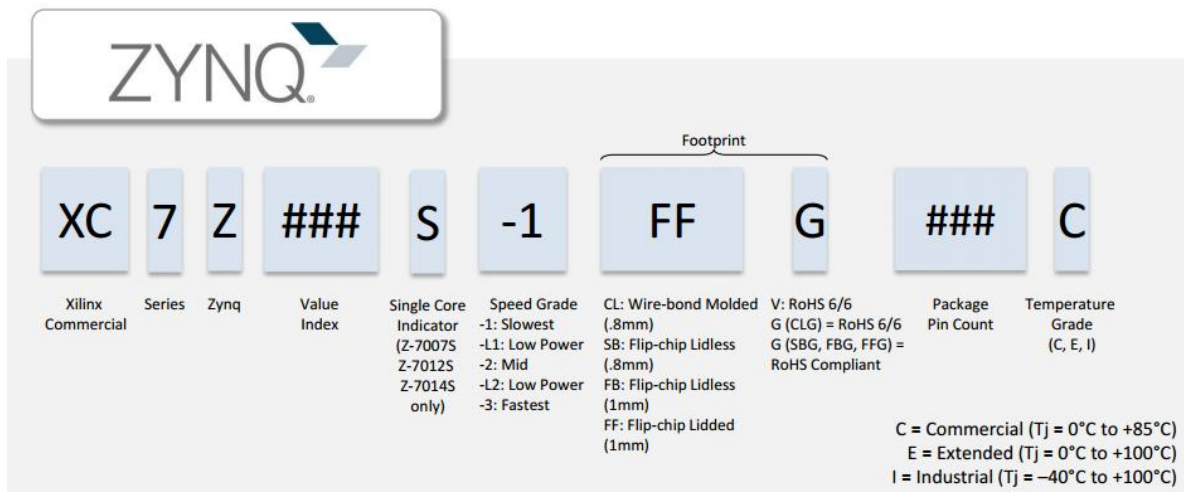 ZYNQ®
Footprint
XC 7 Z ### S -1 FF G ### C
Xilinx
Commercial
Series
Zynq
Value
Index
Single Core
Indicator
(Z-7007S
Z-7012S
Z-7014S
only)
Speed Grade
-1: Slowest
-L1: Low Power
-2: Mid
-L2: Low Power
-3: Fastest
CL: Wire-bond Molded
(.8mm)
SB: Flip-chip Lidless
(.8mm)
FB: Flip-chip Lidless
(1mm)
FF: Flip-chip Lidded
(1mm)
V: RoHS 6/6
G (CLG) = RoHS 6/6
G (SBG, FBG, FFG) =
RoHS Compliant
Package
Pin Count
Temperature
Grade
(C, E, I)
C = Commercial (Tj = 0°C to +85°C)
E = Extended (Tj = 0°C to +100°C)
I = Industrial (Tj = –40°C to +100°C)